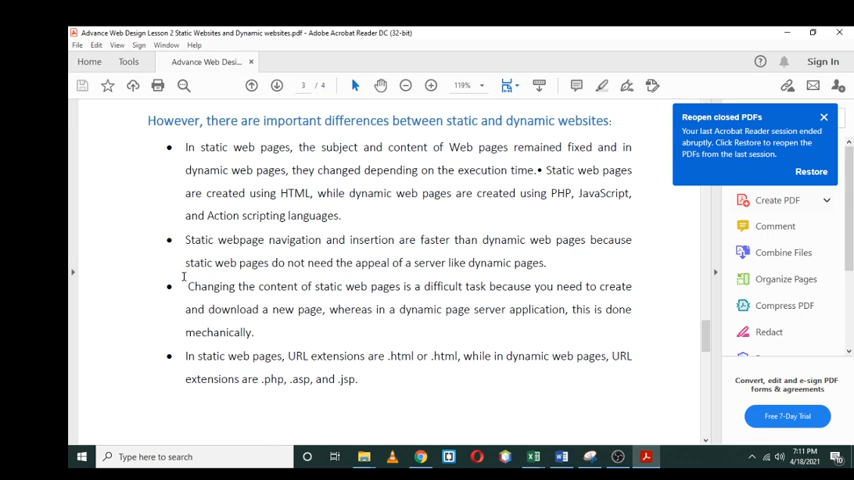 Advance Web Design Lesson 2 Static Websites and Dynamic websites.pdf - Adobe Acrobat Reader DC (32-bit)
File Edit View Sign Window Help
Home Tools Advance Web Desi... × Sign In
3 / 4 119%
However, there are important differences between static and dynamic websites:
• In static web pages, the subject and content of Web pages remained fixed and in
dynamic web pages, they changed depending on the execution time.• Static web pages
are created using HTML, while dynamic web pages are created using PHP, JavaScript,
and Action scripting languages.
• Static webpage navigation and insertion are faster than dynamic web pages because
static web pages do not need the appeal of a server like dynamic pages.
• Changing the content of static web pages is a difficult task because you need to create
and download a new page, whereas in a dynamic page server application, this is done
mechanically.
• In static web pages, URL extensions are .html or .html, while in dynamic web pages, URL
extensions are .php, .asp, and .jsp.
Reopen closed PDFs
Your last Acrobat Reader session ended
abruptly. Click Restore to reopen the
PDFs from the last session.
Restore
Create PDF
Comment
Combine Files
Organize Pages
Compress PDF
Redact
Convert, edit and e-sign PDF
forms & agreements
Free 7-Day Trial
Type here to search
7:11 PM
4/18/2021